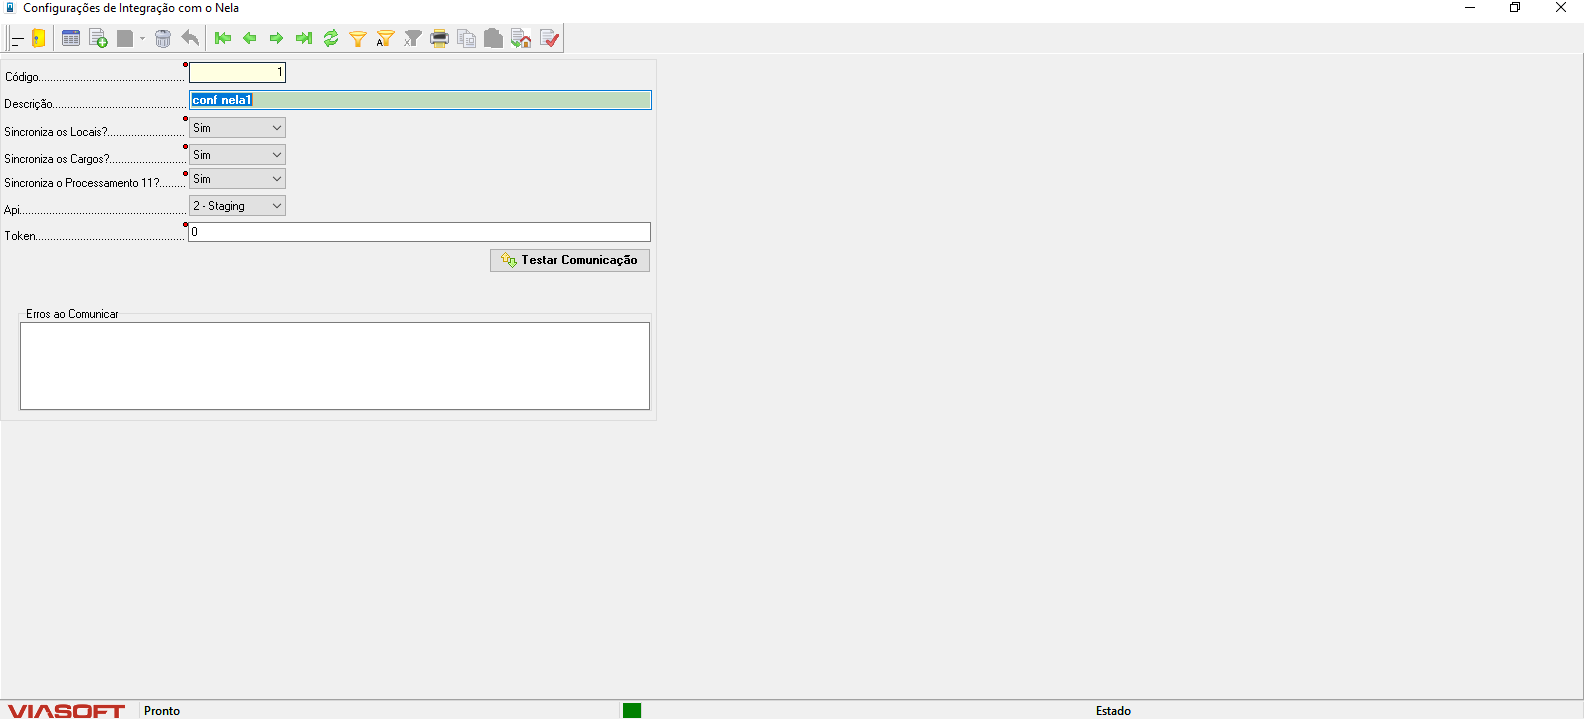 Configurações de Integração com o Nela
Código 1
Descrição conf nela1
Sincroniza os Locais? Sim
Sincroniza os Cargos? Sim
Sincroniza o Processamento 11? Sim
Api 2 - Staging
Token 0
Testar Comunicação
Erros ao Comunicar
VIASOFT Pronto Estado